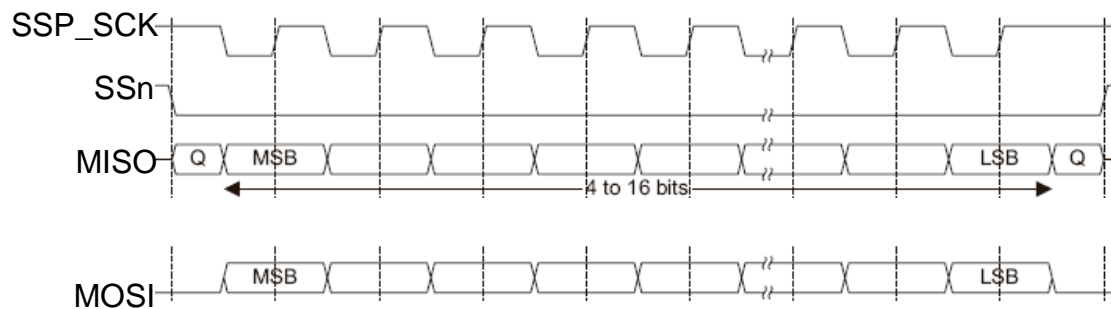 SSP_SCK
SSn
MISO Q MSB LSB Q
4 to 16 bits
MOSI MSB LSB